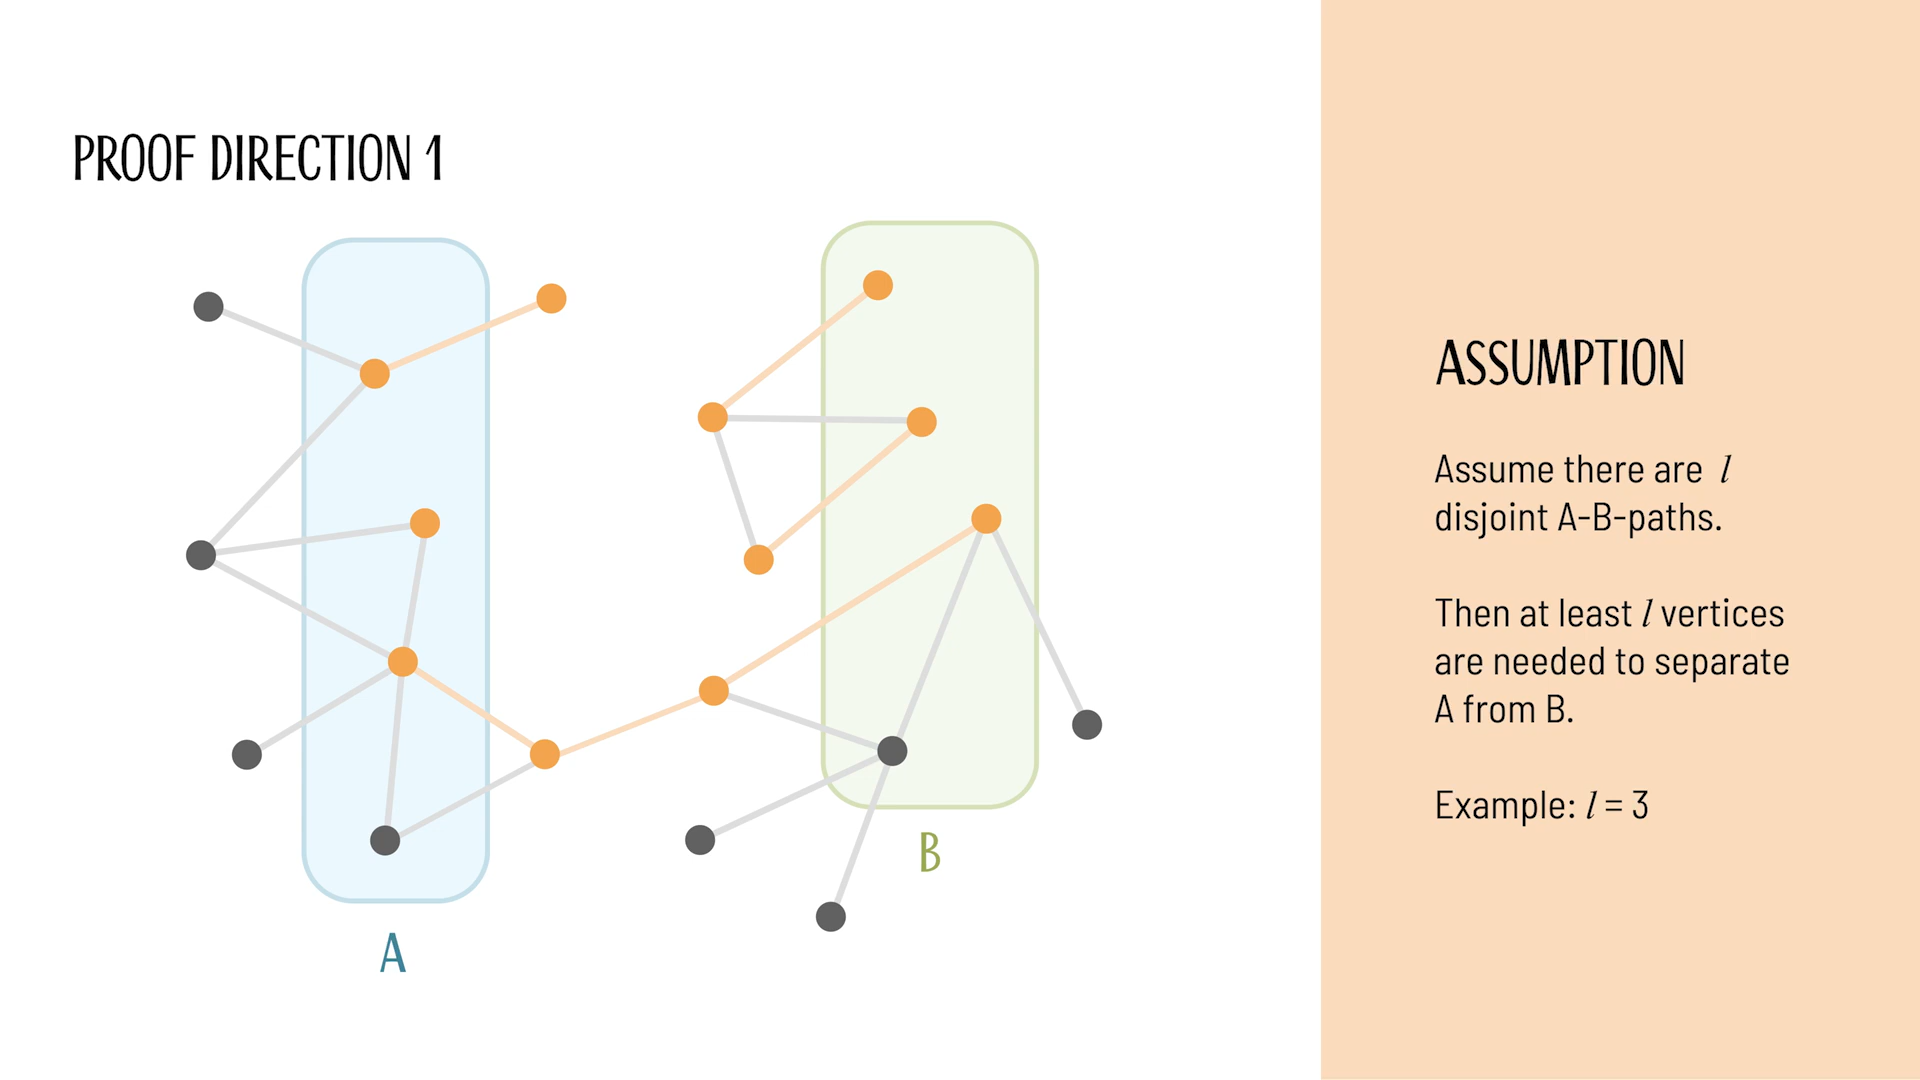 PROOF DIRECTION 1
A
B
ASSUMPTION
Assume there are l
disjoint A-B-paths.
Then at least l vertices
are needed to separate
A from B.
Example: l = 3